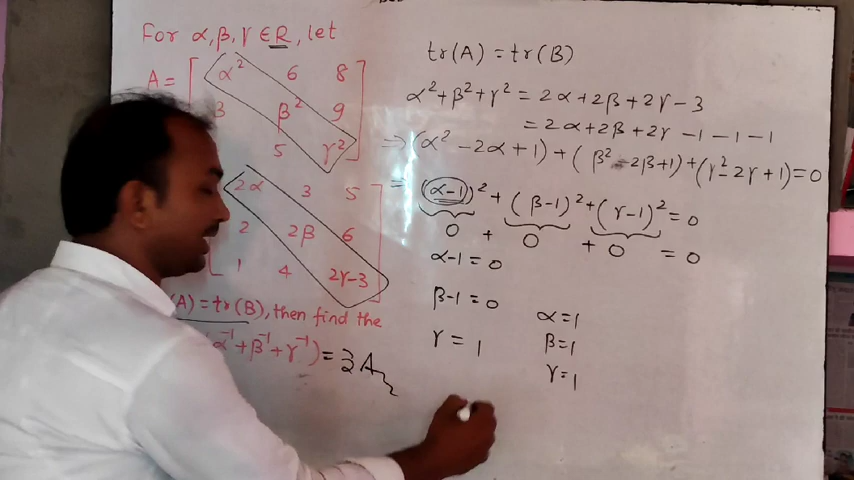 For α, β, γ ∈ R, let
A = [ α² 6 8
3 β² 9
5 γ² ]
[ 2α 3 5
2 2β 6
1 4 2γ-3 ]
(A) = tr(B), then find the
α⁻¹ + β⁻¹ + γ⁻¹) = 3 A
tr(A) = tr(B)
α² + β² + γ² = 2α + 2β + 2γ - 3
= 2α + 2β + 2γ - 1 - 1 - 1
⇒ (α² - 2α + 1) + (β² - 2β + 1) + (γ² - 2γ + 1) = 0
= (α-1)² + (β-1)² + (γ-1)² = 0
0 + 0 + 0 = 0
α-1 = 0
β-1 = 0
γ = 1
α = 1
β = 1
γ = 1